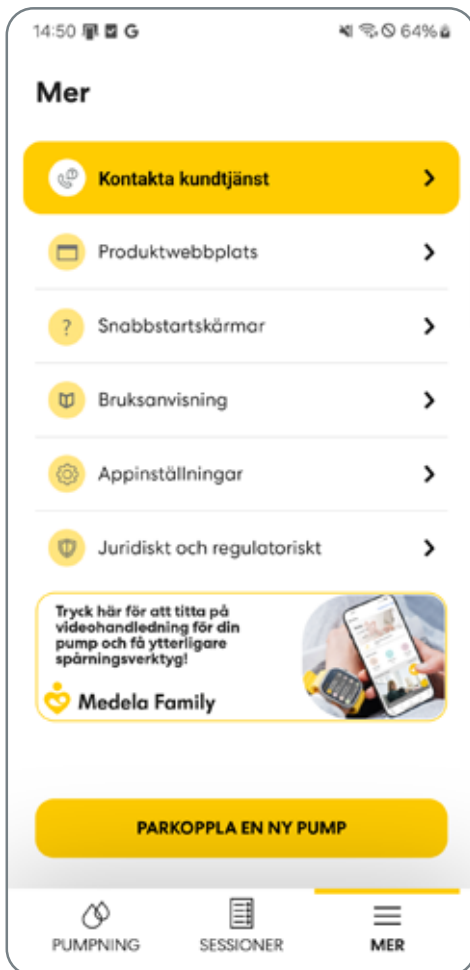 14:50 G 64%
Mer
Kontakta kundtjänst
Produktwebbplats
? Snabbstartskärmar
Bruksanvisning
Appinställningar
Juridiskt och regulatoriskt
Tryck här för att titta på
videohandledning för din
pump och få ytterligare
spårningsverktyg!
Medela Family
PARKOPPLA EN NY PUMP
PUMPNING SESSIONER MER